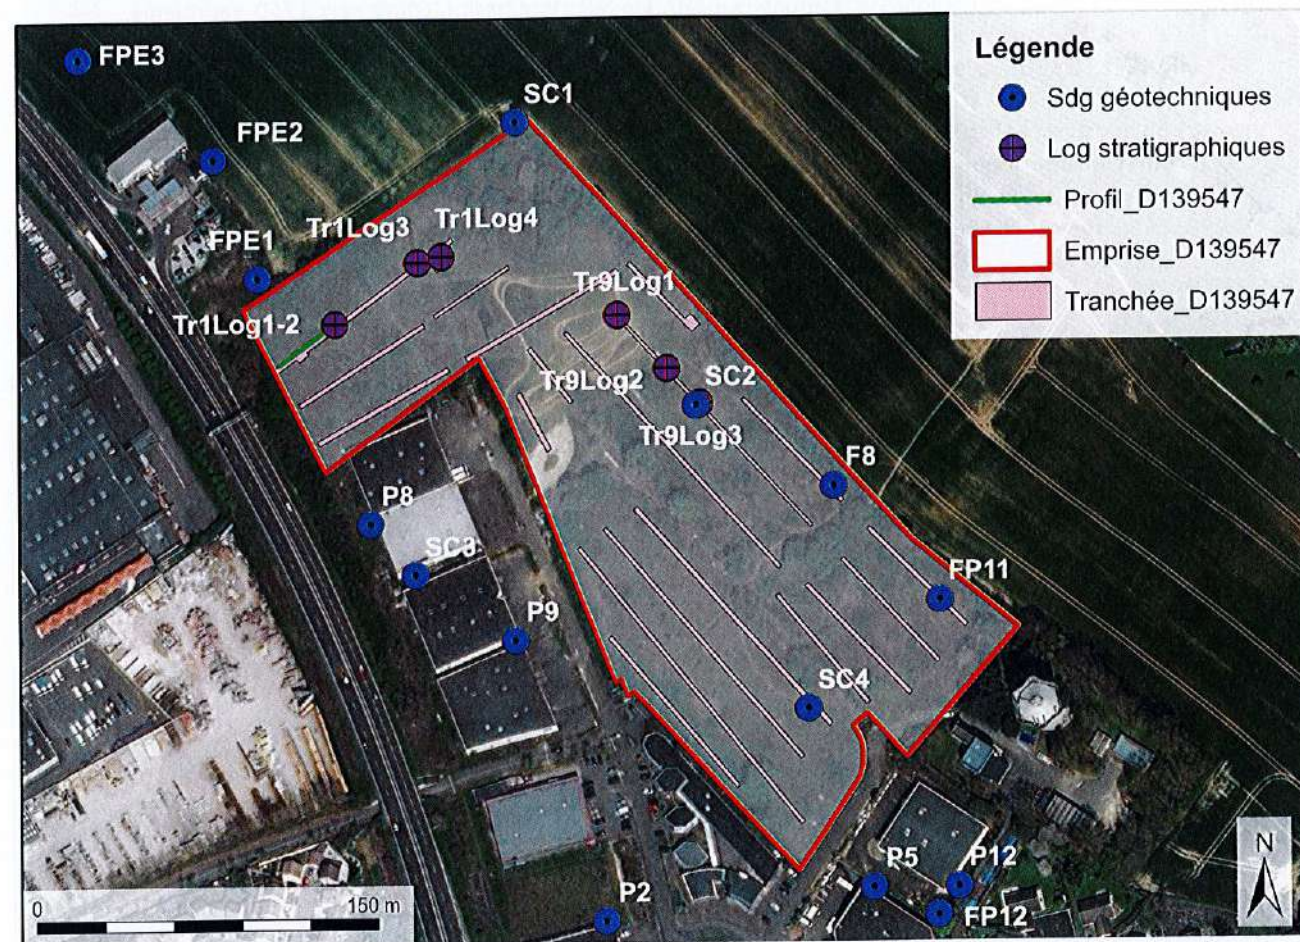 FPE3
SC1
FPE2
Tr1Log3
Tr1Log4
FPE1
Tr9Log1
Tr1Log1-2
Tr9Log2
SC2
Tr9Log3
F8
P8
SC3
FP11
P9
SC4
P5
P12
P2
FP12
0
150 m
N
Légende
Sdg géotechniques
Log stratigraphiques
Profil_D139547
Emprise_D139547
Tranchée_D139547